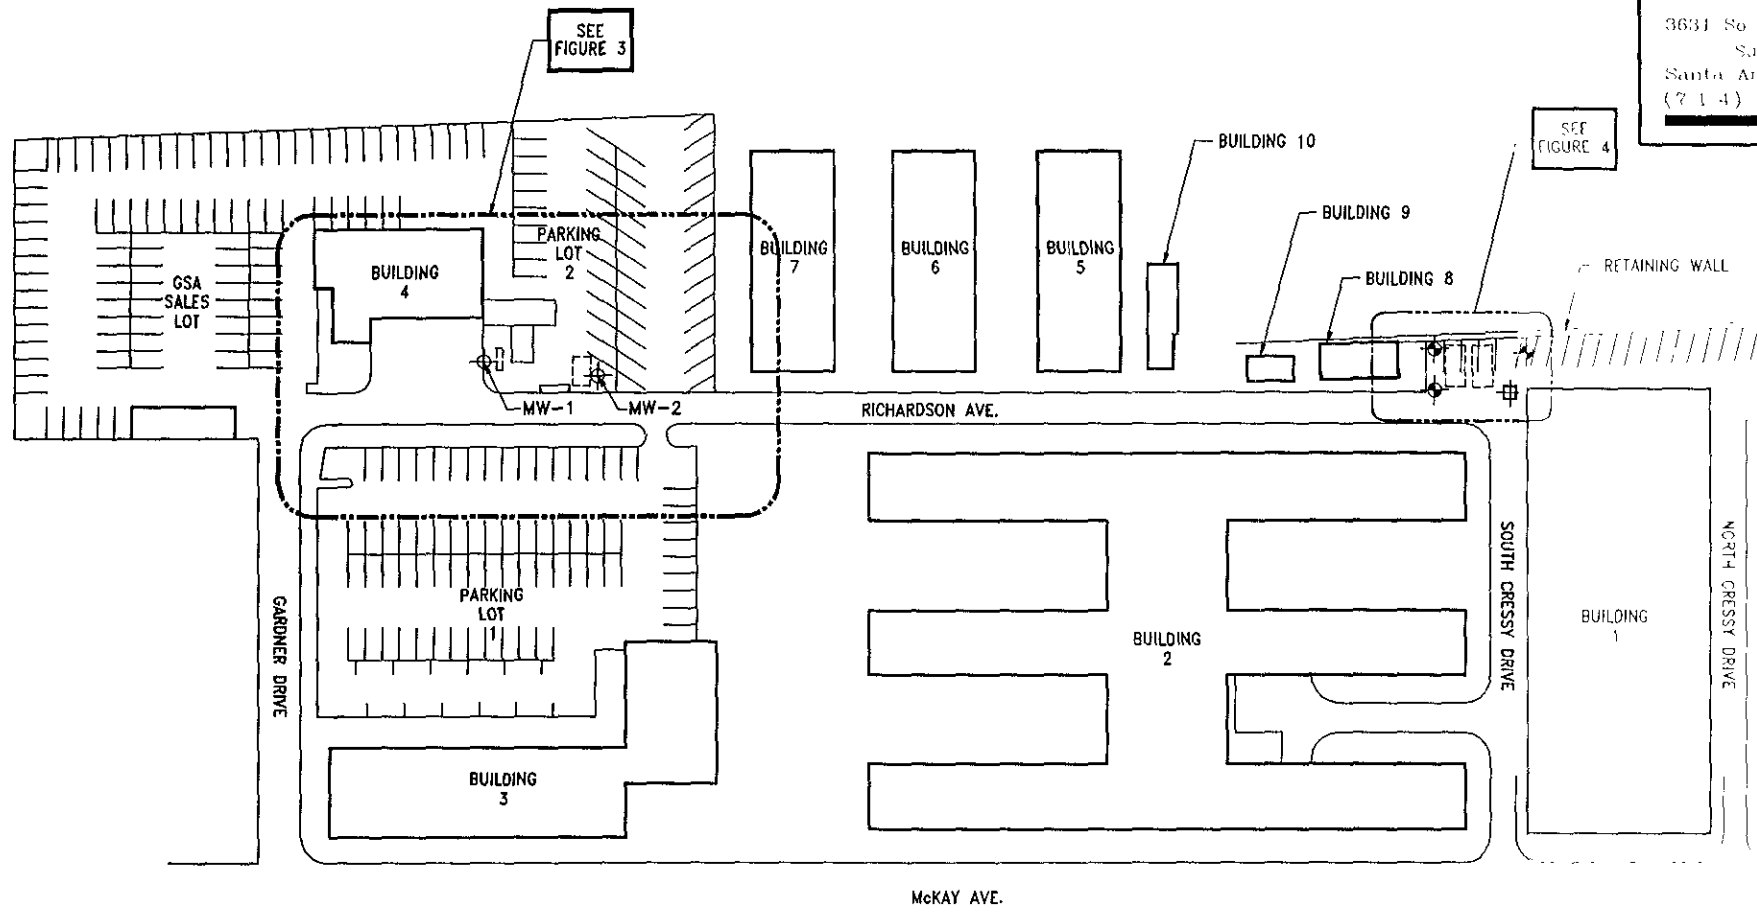 SEE
FIGURE 3
3631 So
Santa An
(714)
SEE
FIGURE 4
BUILDING 10
BUILDING 9
BUILDING 8
RETAINING WALL
PARKING
LOT
2
BUILDING
7
BUILDING
6
BUILDING
5
BUILDING
4
GSA
SALES
LOT
MW-1
MW-2
RICHARDSON AVE.
GARDNER DRIVE
PARKING
LOT
1
BUILDING
2
SOUTH CRESSY DRIVE
BUILDING
1
NORTH CRESSY DRIVE
BUILDING
3
McKAY AVE.